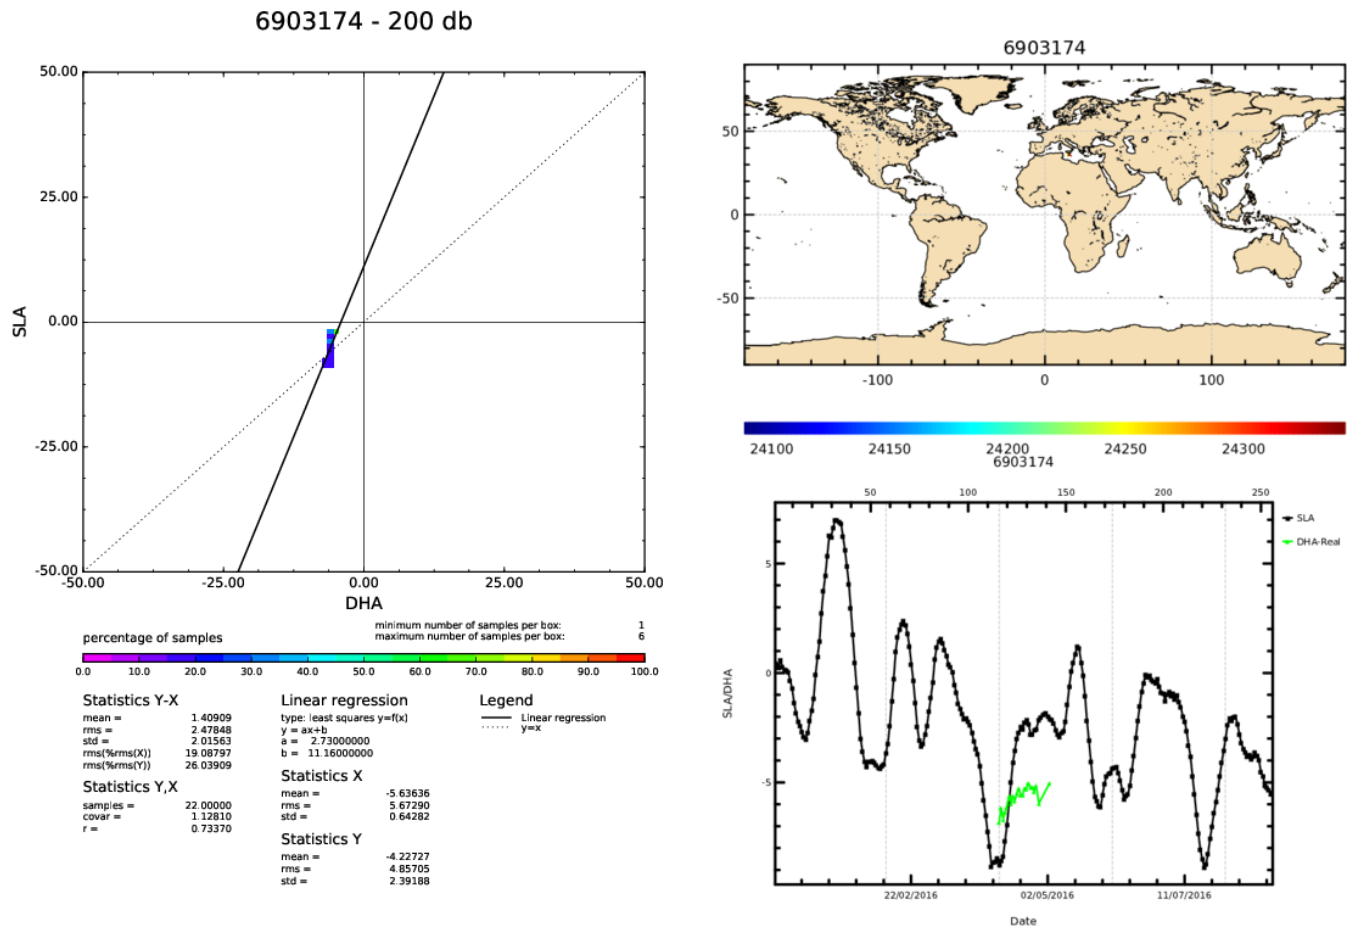 6903174 - 200 db
50.00
25.00
0.00
-25.00
-50.00
SLA
-50.00 -25.00 0.00 25.00 50.00
DHA
minimum number of samples per box: 1
maximum number of samples per box: 6
percentage of samples
0.0 10.0 20.0 30.0 40.0 50.0 60.0 70.0 80.0 90.0 100.0
Statistics Y-X
mean = 1.40909
rms = 2.47848
std = 2.01563
rms(%rms(X)) 19.08797
rms(%rms(Y)) 26.03909
Statistics Y,X
samples = 22.00000
covar = 1.12810
r = 0.73370
Linear regression
type: least squares y=f(x)
y = ax+b
a = 2.73000000
b = 11.16000000
Statistics X
mean = -5.63636
rms = 5.67290
std = 0.64282
Statistics Y
mean = -4.22727
rms = 4.85705
std = 2.39188
Legend
Linear regression
y=x
6903174
50
0
-50
-100 0 100
24100 24150 24200 24250 24300
6903174
50 100 150 200 250
5
0
-5
SLA/DHA
22/02/2016 02/05/2016 11/07/2016
Date
SLA
DHA-Real